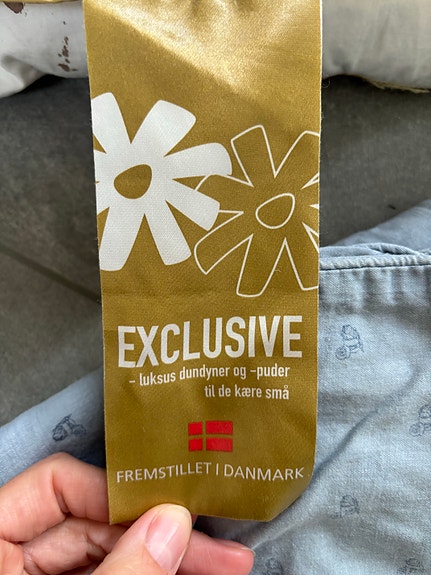 EXCLUSIVE
- luksus dundyner og -puder
til de kære små
FREMSTILLET I DANMARK